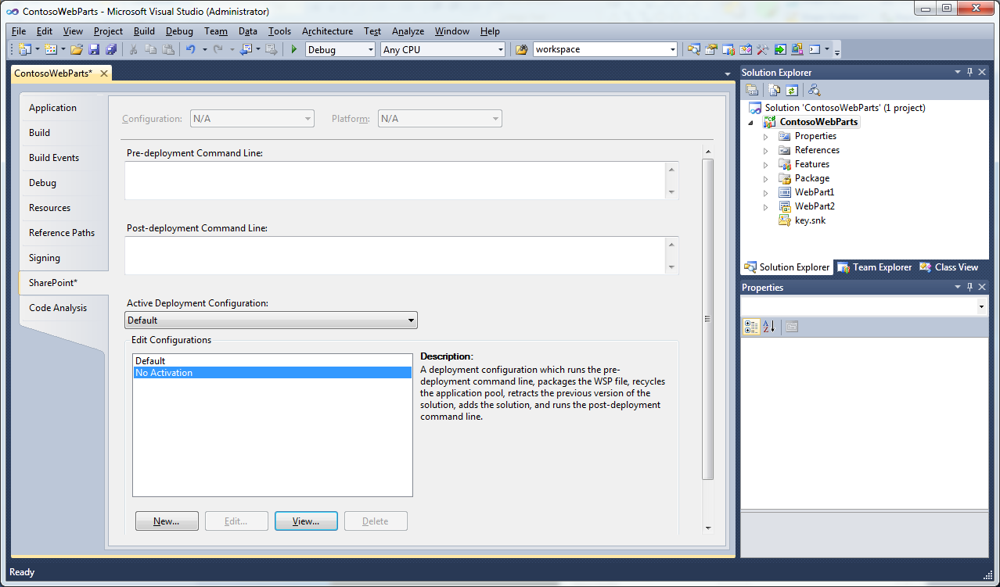 ContosoWebParts - Microsoft Visual Studio (Administrator)
File Edit View Project Build Debug Team Data Tools Architecture Test Analyze Window Help
Debug Any CPU workspace
ContosoWebParts*
Application
Build
Build Events
Debug
Resources
Reference Paths
Signing
SharePoint*
Code Analysis
Configuration: N/A Platform: N/A
Pre-deployment Command Line:
Post-deployment Command Line:
Active Deployment Configuration:
Default
Edit Configurations
Default
No Activation
Description:
A deployment configuration which runs the pre-
deployment command line, packages the WSP file, recycles
the application pool, retracts the previous version of the
solution, adds the solution, and runs the post-deployment
command line.
New... Edit... View... Delete
Solution Explorer
Solution 'ContosoWebParts' (1 project)
ContosoWebParts
Properties
References
Features
Package
WebPart1
WebPart2
key.snk
Solution Explorer Team Explorer Class View
Properties
Ready